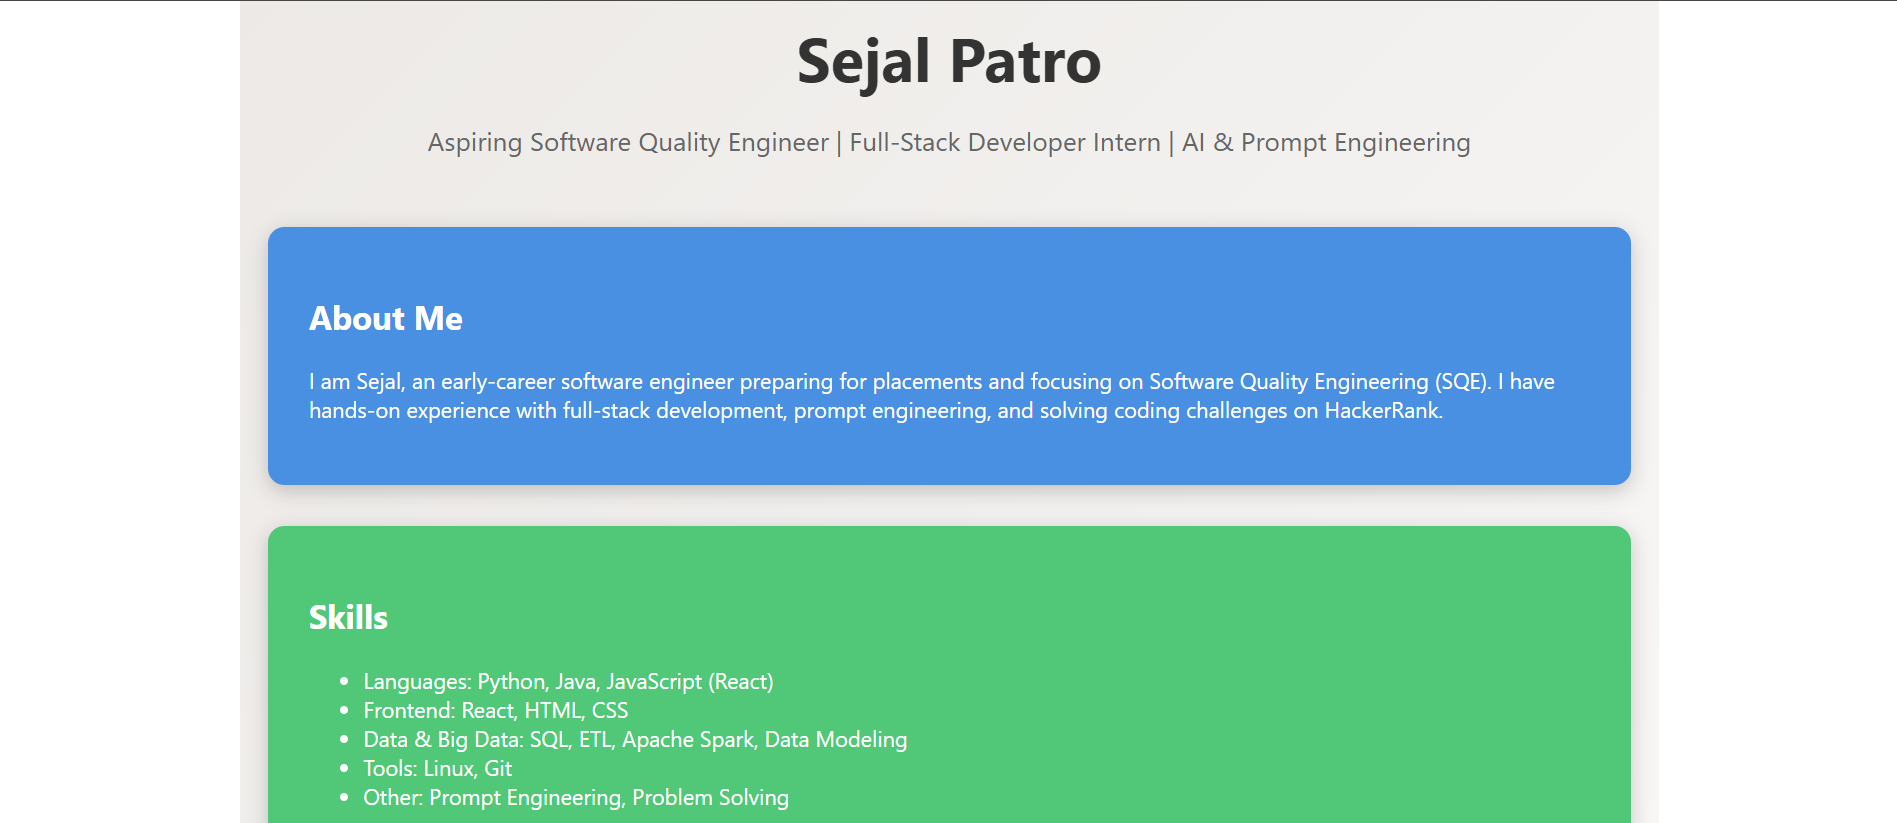 Sejal Patro
Aspiring Software Quality Engineer | Full-Stack Developer Intern | AI & Prompt Engineering
About Me
I am Sejal, an early-career software engineer preparing for placements and focusing on Software Quality Engineering (SQE). I have
hands-on experience with full-stack development, prompt engineering, and solving coding challenges on HackerRank.
Skills
• Languages: Python, Java, JavaScript (React)
• Frontend: React, HTML, CSS
• Data & Big Data: SQL, ETL, Apache Spark, Data Modeling
• Tools: Linux, Git
• Other: Prompt Engineering, Problem Solving